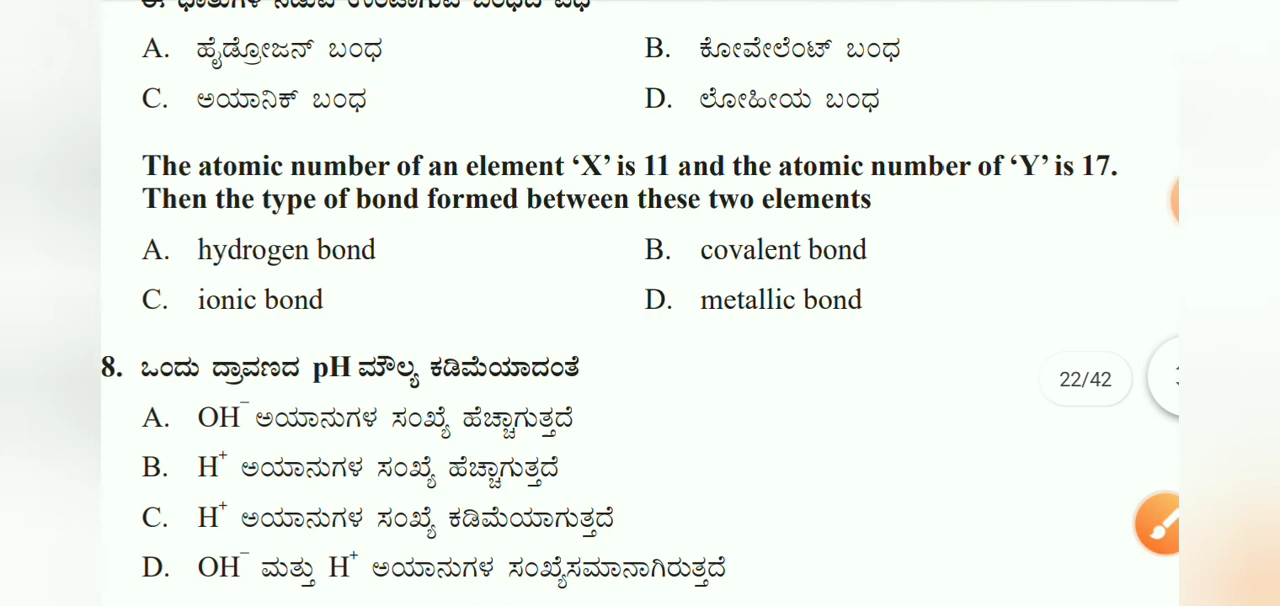 A. ಹೈಡ್ರೋಜನ್ ಬಂಧ B. ಕೋವೇಲೆಂಟ್ ಬಂಧ
C. ಅಯಾನಿಕ್ ಬಂಧ D. ಲೋಹೀಯ ಬಂಧ
The atomic number of an element ‘X’ is 11 and the atomic number of ‘Y’ is 17.
Then the type of bond formed between these two elements
A. hydrogen bond B. covalent bond
C. ionic bond D. metallic bond
8. ಒಂದು ದ್ರಾವಣದ pH ಮೌಲ್ಯ ಕಡಿಮೆಯಾದಂತೆ
22/42
A. OH⁻ ಅಯಾನುಗಳ ಸಂಖ್ಯೆ ಹೆಚ್ಚಾಗುತ್ತದೆ
B. H⁺ ಅಯಾನುಗಳ ಸಂಖ್ಯೆ ಹೆಚ್ಚಾಗುತ್ತದೆ
C. H⁺ ಅಯಾನುಗಳ ಸಂಖ್ಯೆ ಕಡಿಮೆಯಾಗುತ್ತದೆ
D. OH⁻ ಮತ್ತು H⁺ ಅಯಾನುಗಳ ಸಂಖ್ಯೆಸಮಾನಾಗಿರುತ್ತದೆ